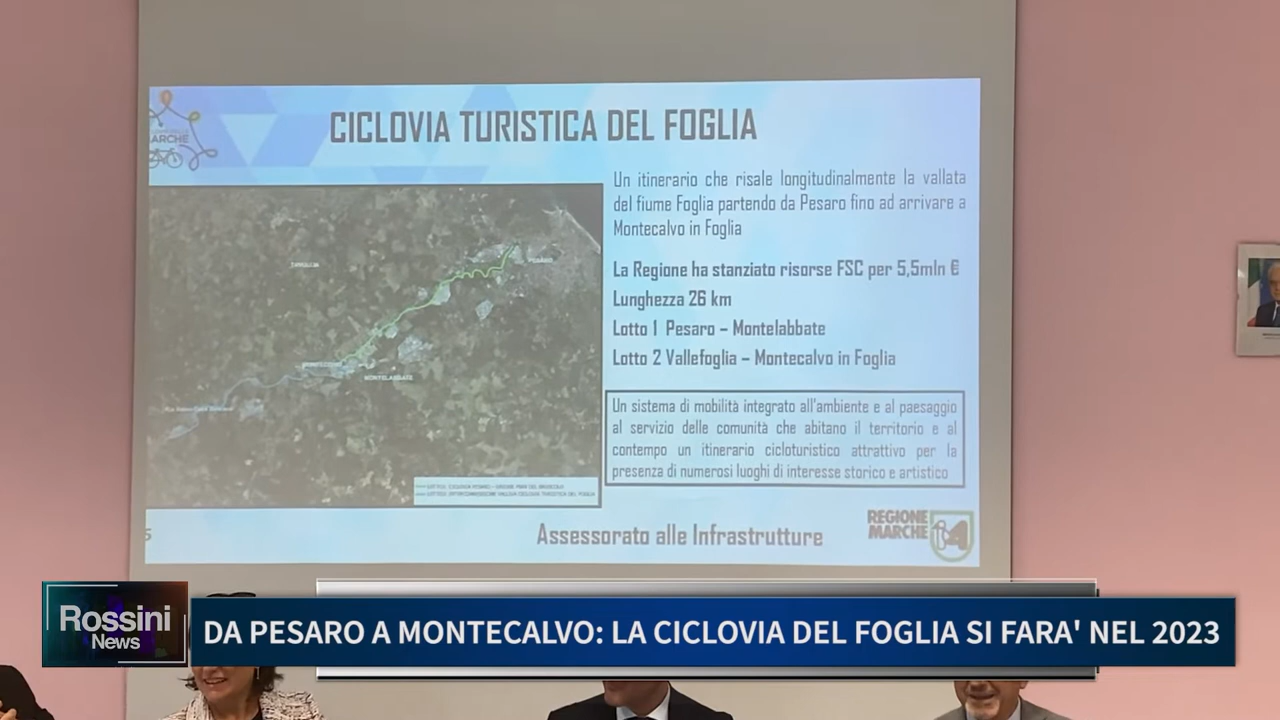 ARCHE
CICLOVIA TURISTICA DEL FOGLIA
Un itinerario che risale longitudinalmente la vallata
del fiume Foglia partendo da Pesaro fino ad arrivare a
Montecalvo in Foglia
La Regione ha stanziato risorse FSC per 5,5mln €
Lunghezza 26 km
Lotto 1 Pesaro – Montelabbate
Lotto 2 Vallefoglia – Montecalvo in Foglia
PESARO
MONTELABBATE
Un sistema di mobilità integrato all'ambiente e al paesaggio
al servizio delle comunità che abitano il territorio e al
contempo un itinerario cicloturistico attrattivo per la
presenza di numerosi luoghi di interesse storico e artistico
5
Assessorato alle Infrastrutture
REGIONE
MARCHE
Rossini
News
DA PESARO A MONTECALVO: LA CICLOVIA DEL FOGLIA SI FARA' NEL 2023